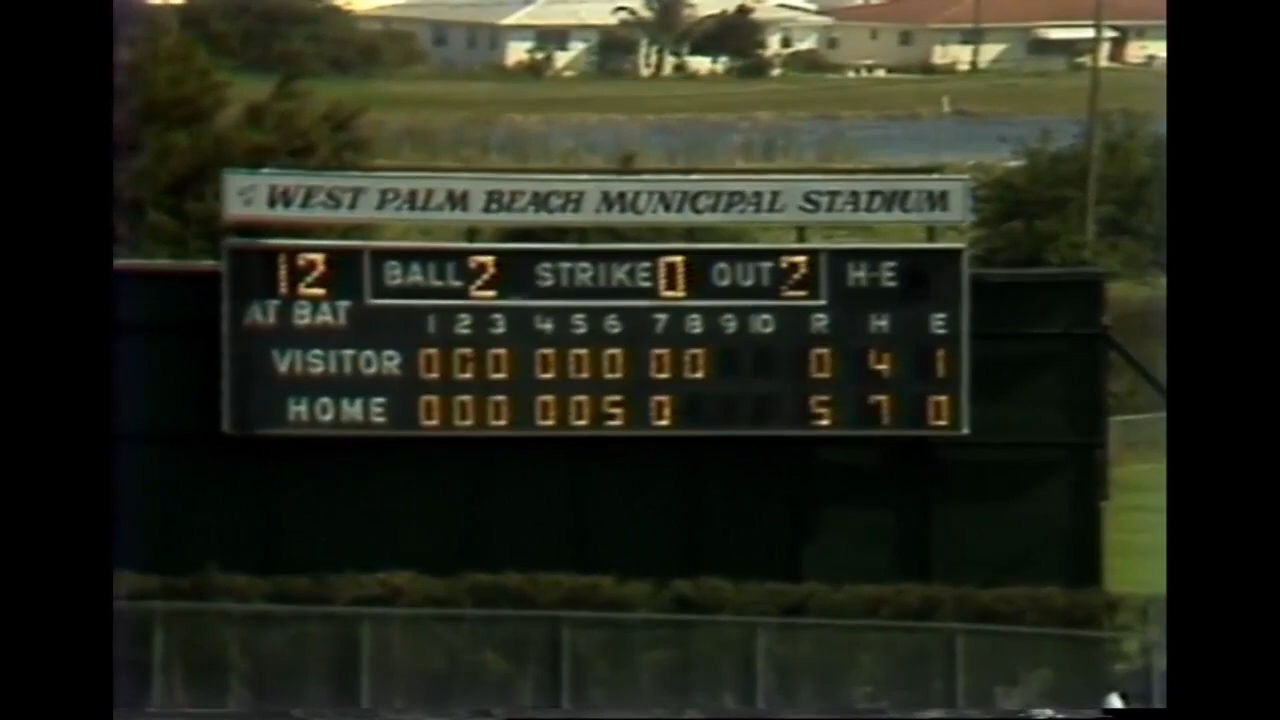 WEST PALM BEACH MUNICIPAL STADIUM
12 BALL 2 STRIKE 0 OUT 2 H-E
AT BAT 1 2 3 4 5 6 7 8 9 10 R H E
VISITOR 0 0 0 0 0 0 0 0 0 4 1
HOME 0 0 0 0 0 5 0 5 7 0